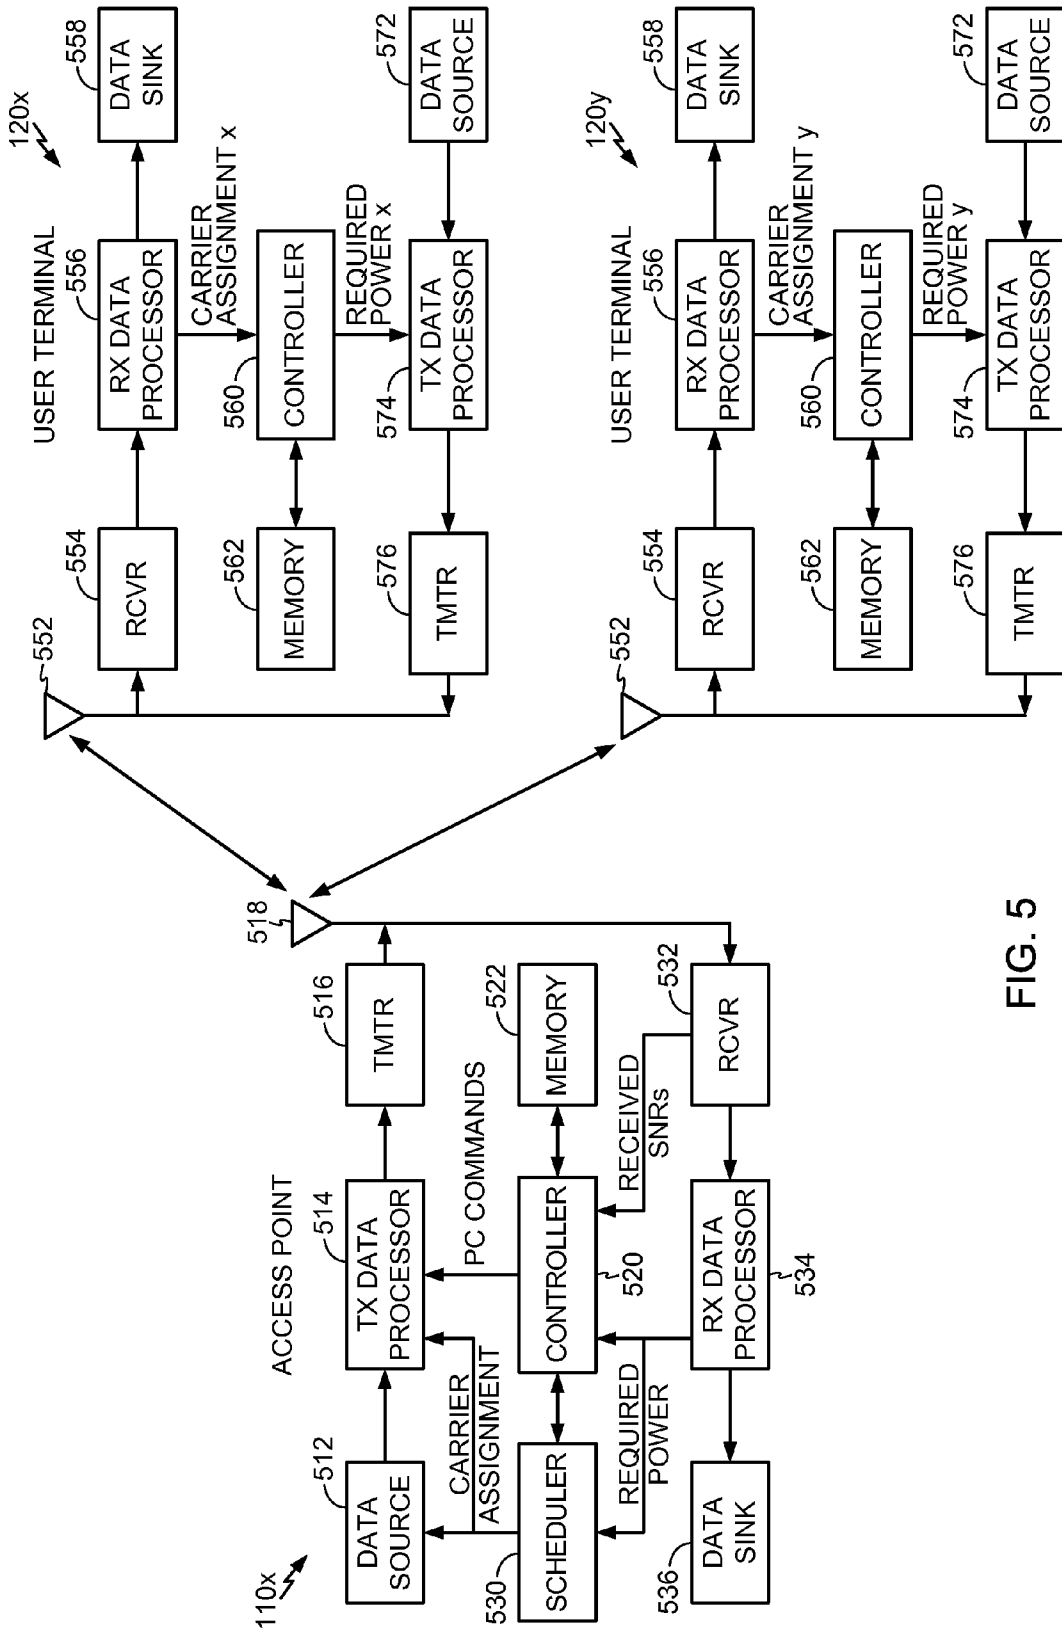 110x
ACCESS POINT
512
DATA
SOURCE
514
TX DATA
PROCESSOR
516
TMTR
518
CARRIER
ASSIGNMENT
PC COMMANDS
530
SCHEDULER
CONTROLLER
520
522
MEMORY
REQUIRED
POWER
RECEIVED
SNRs
536
DATA
SINK
RX DATA
PROCESSOR
534
532
RCVR
USER TERMINAL
120x
552
554
RCVR
556
RX DATA
PROCESSOR
558
DATA
SINK
CARRIER
ASSIGNMENT x
562
MEMORY
560
CONTROLLER
REQUIRED
POWER x
576
TMTR
574
TX DATA
PROCESSOR
572
DATA
SOURCE
USER TERMINAL
120y
552
554
RCVR
556
RX DATA
PROCESSOR
558
DATA
SINK
CARRIER
ASSIGNMENT y
562
MEMORY
560
CONTROLLER
REQUIRED
POWER y
576
TMTR
574
TX DATA
PROCESSOR
572
DATA
SOURCE
FIG. 5